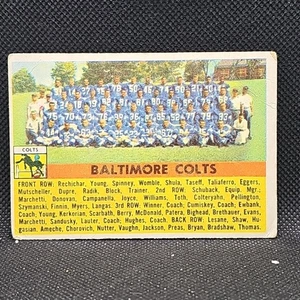 COLTS
BALTIMORE COLTS
FRONT ROW: Rechichar, Young, Spinney, Womble, Shula, Taseff, Taliaferro, Eggers,
Mutscheller, Dupre, Radik, Block, Trainer. 2nd ROW: Schuback, Equip. Mgr.;
Marchetti, Donovan, Campanella, Joyce, Williams, Toth, Colteryahn, Pellington,
Szymanski, Finnin, Myers, Langas. 3rd ROW: Winner, Coach; Cumiskey, Coach; Ewbank,
Coach; Young, Kerkorian, Scarbath, Berry, McDonald, Patera, Bighead, Brethauer, Evans,
Marchetti, Sandusky, Lauter, Coach; Hughes, Coach. BACK ROW: Lesane, Shaw, Hu-
gasian, Ameche, Chorovich, Nutter, Vaughn, Jackson, Preas, Bryan, Bradshaw, Thomas.